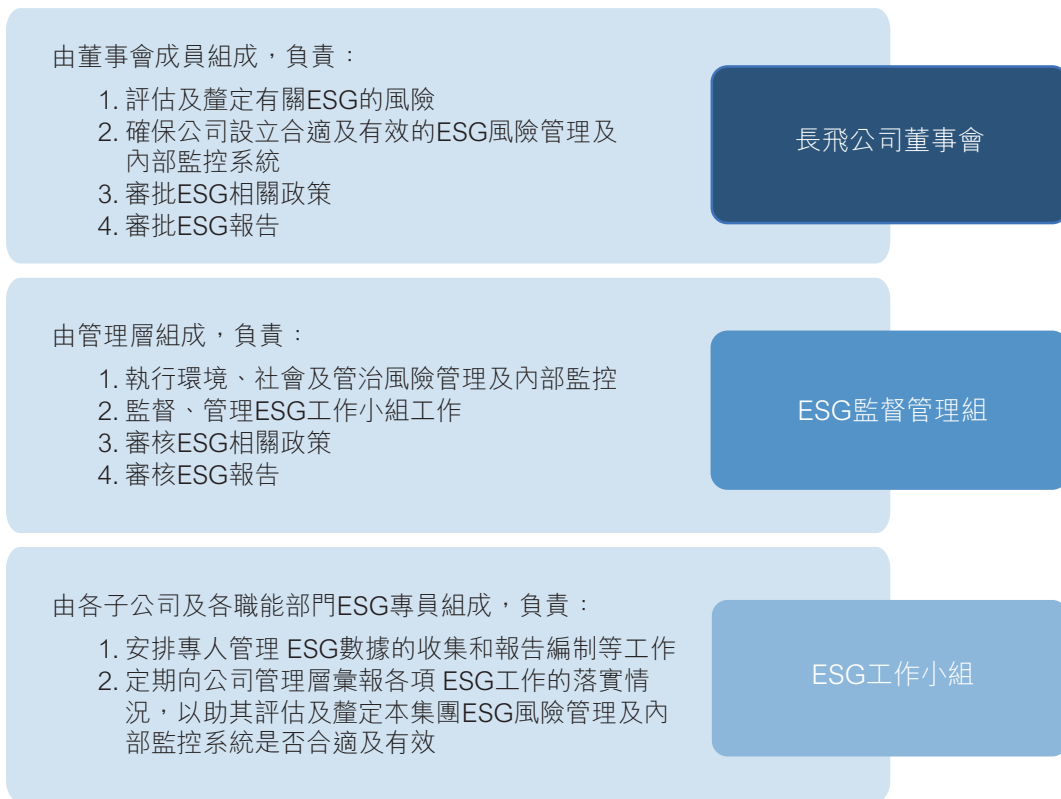 由董事會成員組成，負責：
1. 評估及釐定有關ESG的風險
2. 確保公司設立合適及有效的ESG風險管理及
內部監控系統
3. 審批ESG相關政策
4. 審批ESG報告
長飛公司董事會
由管理層組成，負責：
1. 執行環境、社會及管治風險管理及內部監控
2. 監督、管理ESG工作小組工作
3. 審核ESG相關政策
4. 審核ESG報告
ESG監督管理組
由各子公司及各職能部門ESG專員組成，負責：
1. 安排專人管理 ESG數據的收集和報告編制等工作
2. 定期向公司管理層彙報各項 ESG工作的落實情
況，以助其評估及釐定本集團ESG風險管理及內
部監控系統是否合適及有效
ESG工作小組